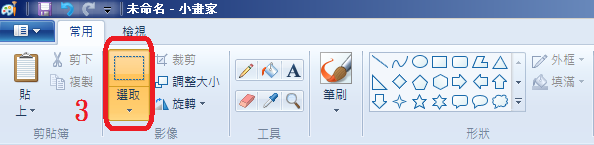 未命名 - 小畫家
常用 檢視
貼上
剪下
複製
剪貼簿
3
選取
裁剪
調整大小
旋轉
影像
A
工具
筆刷
外框
填滿
圖形